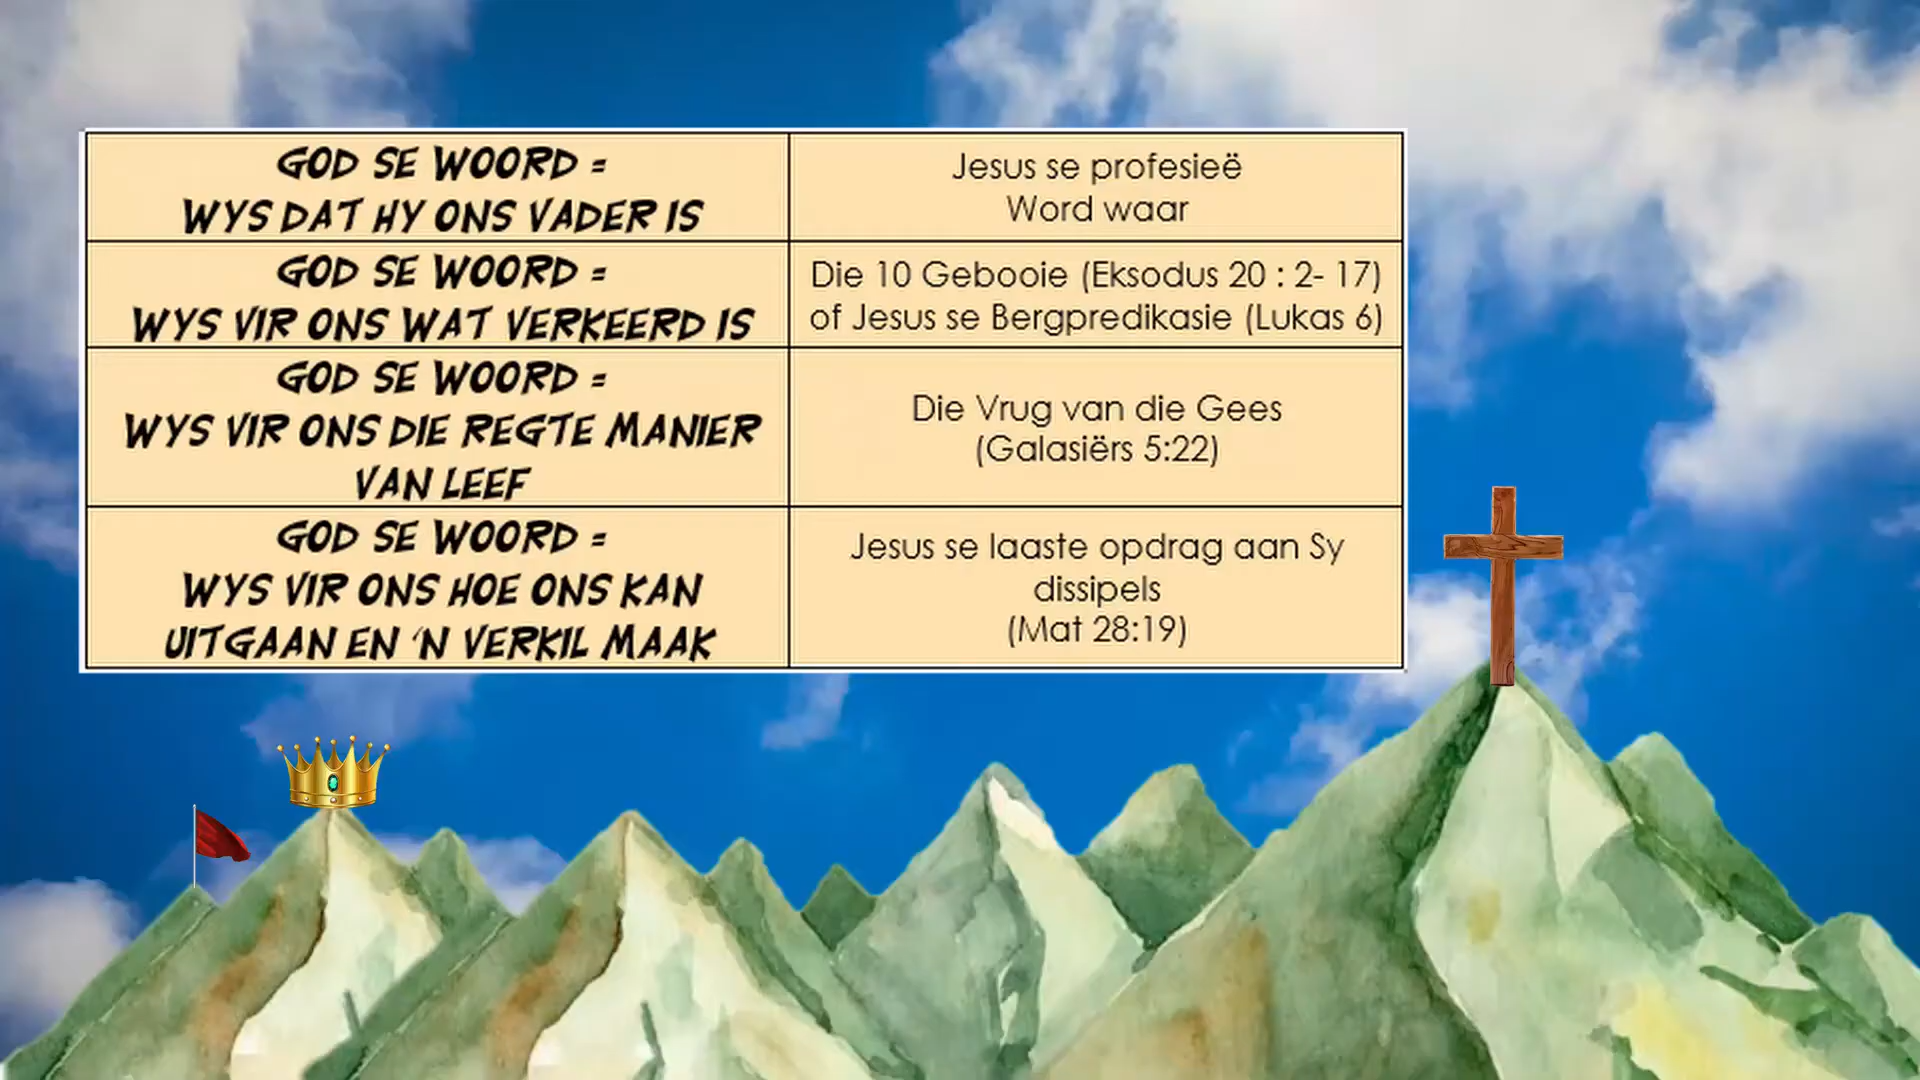 GOD SE WOORD =
WYS DAT HY ONS VADER IS
Jesus se profesieë
Word waar
GOD SE WOORD =
WYS VIR ONS WAT VERKEERD IS
Die 10 Gebooie (Eksodus 20 : 2- 17)
of Jesus se Bergpredikasie (Lukas 6)
GOD SE WOORD =
WYS VIR ONS DIE REGTE MANIER
VAN LEEF
Die Vrug van die Gees
(Galasiërs 5:22)
GOD SE WOORD =
WYS VIR ONS HOE ONS KAN
UITGAAN EN 'N VERKIL MAAK
Jesus se laaste opdrag aan Sy
dissipels
(Mat 28:19)